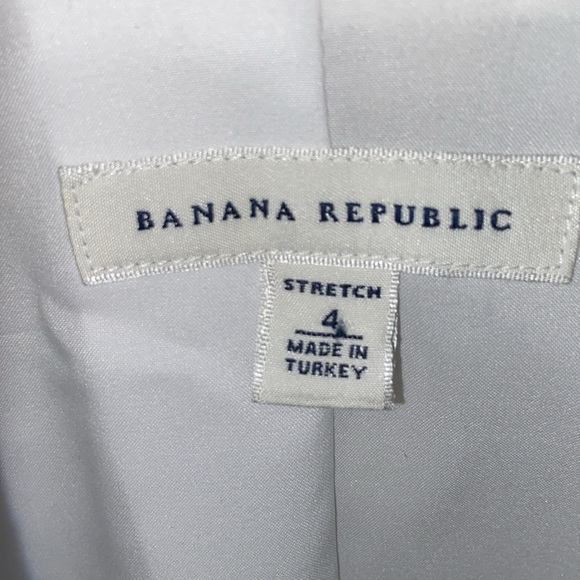 BANANA REPUBLIC
STRETCH
4
MADE IN
TURKEY